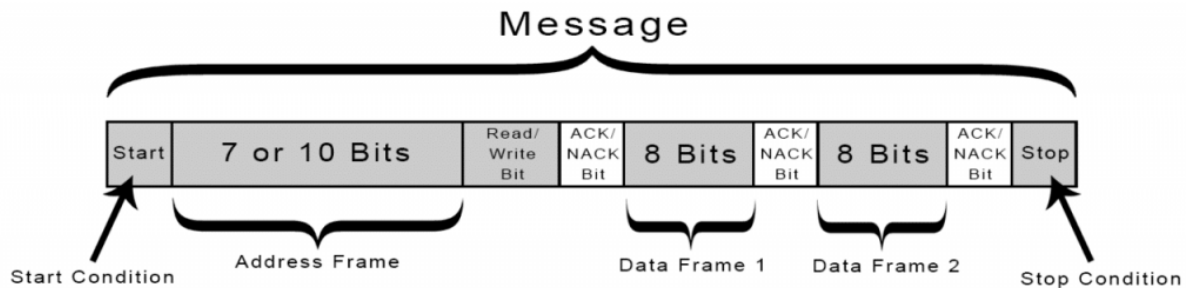 Message
Start
7 or 10 Bits
Read/
Write
Bit
ACK/
NACK
Bit
8 Bits
ACK/
NACK
Bit
8 Bits
ACK/
NACK
Bit
Stop
Start Condition
Address Frame
Data Frame 1
Data Frame 2
Stop Condition